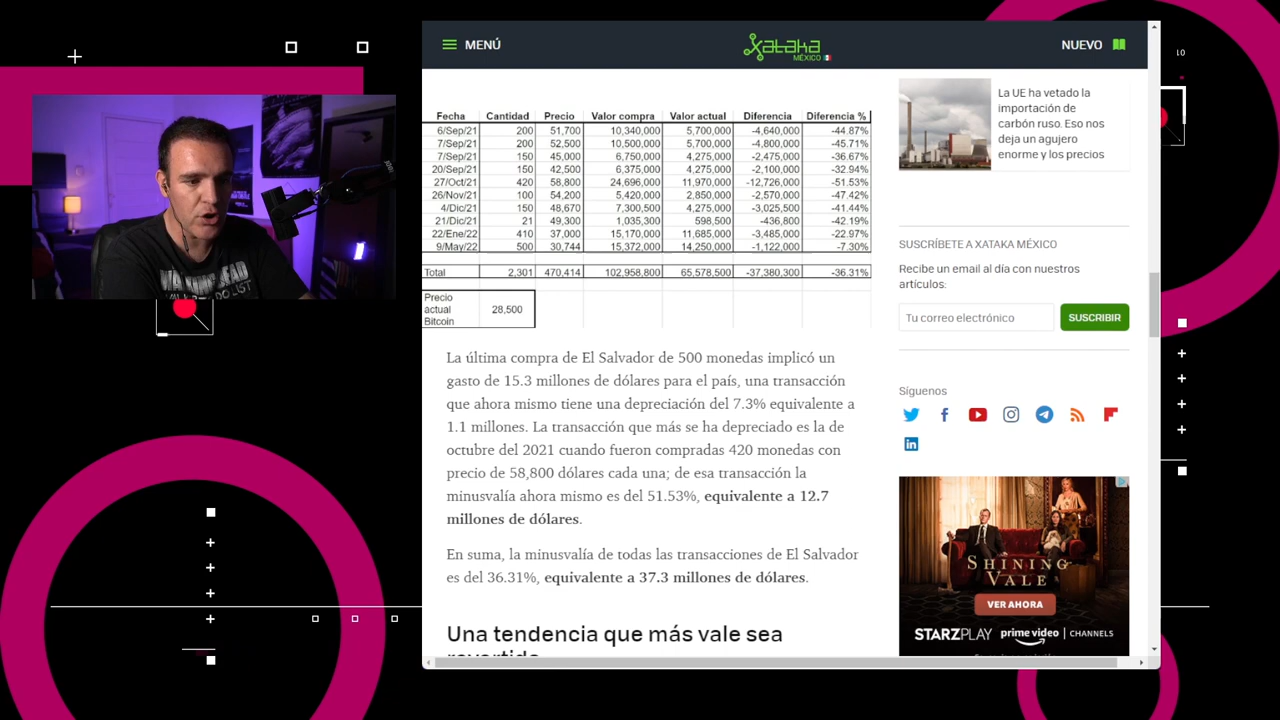 MENÚ
xataka
MÉXICO
NUEVO
Fecha Cantidad Precio Valor compra Valor actual Diferencia Diferencia %
6/Sep/21 200 51,700 10,340,000 5,700,000 -4,640,000 -44.87%
7/Sep/21 200 52,500 10,500,000 5,700,000 -4,800,000 -45.71%
7/Sep/21 150 45,000 6,750,000 4,275,000 -2,475,000 -36.67%
20/Sep/21 150 42,500 6,375,000 4,275,000 -2,100,000 -32.94%
27/Oct/21 420 58,800 24,696,000 11,970,000 -12,726,000 -51.53%
26/Nov/21 100 54,200 5,420,000 2,850,000 -2,570,000 -47.42%
4/Dic/21 150 48,670 7,300,500 4,275,000 -3,025,500 -41.44%
21/Dic/21 21 49,300 1,035,300 598,500 -436,800 -42.19%
22/Ene/22 410 37,000 15,170,000 11,685,000 -3,485,000 -22.97%
9/May/22 500 30,744 15,372,000 14,250,000 -1,122,000 -7.30%
Total 2,301 470,414 102,958,800 65,578,500 -37,380,300 -36.31%
Precio
actual
Bitcoin
28,500
La última compra de El Salvador de 500 monedas implicó un
gasto de 15.3 millones de dólares para el país, una transacción
que ahora mismo tiene una depreciación del 7.3% equivalente a
1.1 millones. La transacción que más se ha depreciado es la de
octubre del 2021 cuando fueron compradas 420 monedas con
precio de 58,800 dólares cada una; de esa transacción la
minusvalía ahora mismo es del 51.53%, equivalente a 12.7
millones de dólares.
En suma, la minusvalía de todas las transacciones de El Salvador
es del 36.31%, equivalente a 37.3 millones de dólares.
Una tendencia que más vale sea
revertida
La UE ha vetado la
importación de
carbón ruso. Eso nos
deja un agujero
enorme y los precios
SUSCRÍBETE A XATAKA MÉXICO
Recibe un email al día con nuestros
artículos:
Tu correo electrónico
SUSCRIBIR
Síguenos
SHINING
VALE
VER AHORA
STARZPLAY prime video | CHANNELS